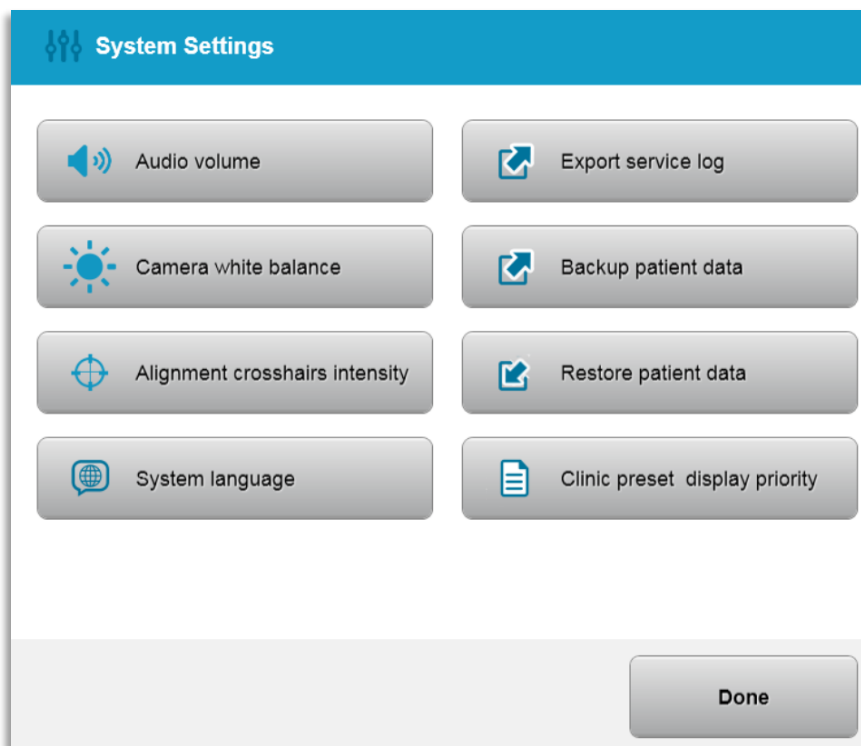 System Settings
Audio volume
Export service log
Camera white balance
Backup patient data
Alignment crosshairs intensity
Restore patient data
System language
Clinic preset display priority
Done